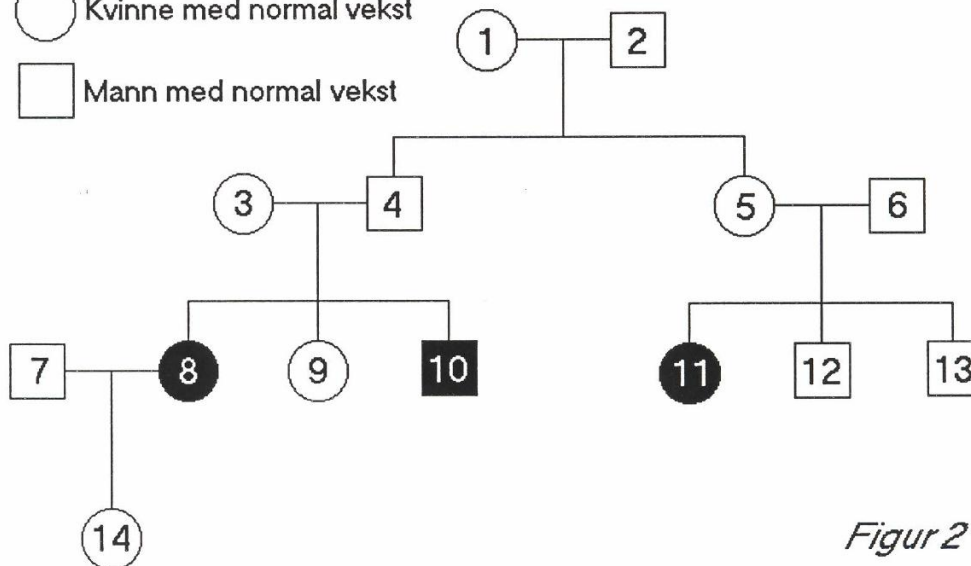 Kvinne med normal vekst
Mann med normal vekst
1 2
3 4 5 6
7 8 9 10 11 12 13
14
Figur 2